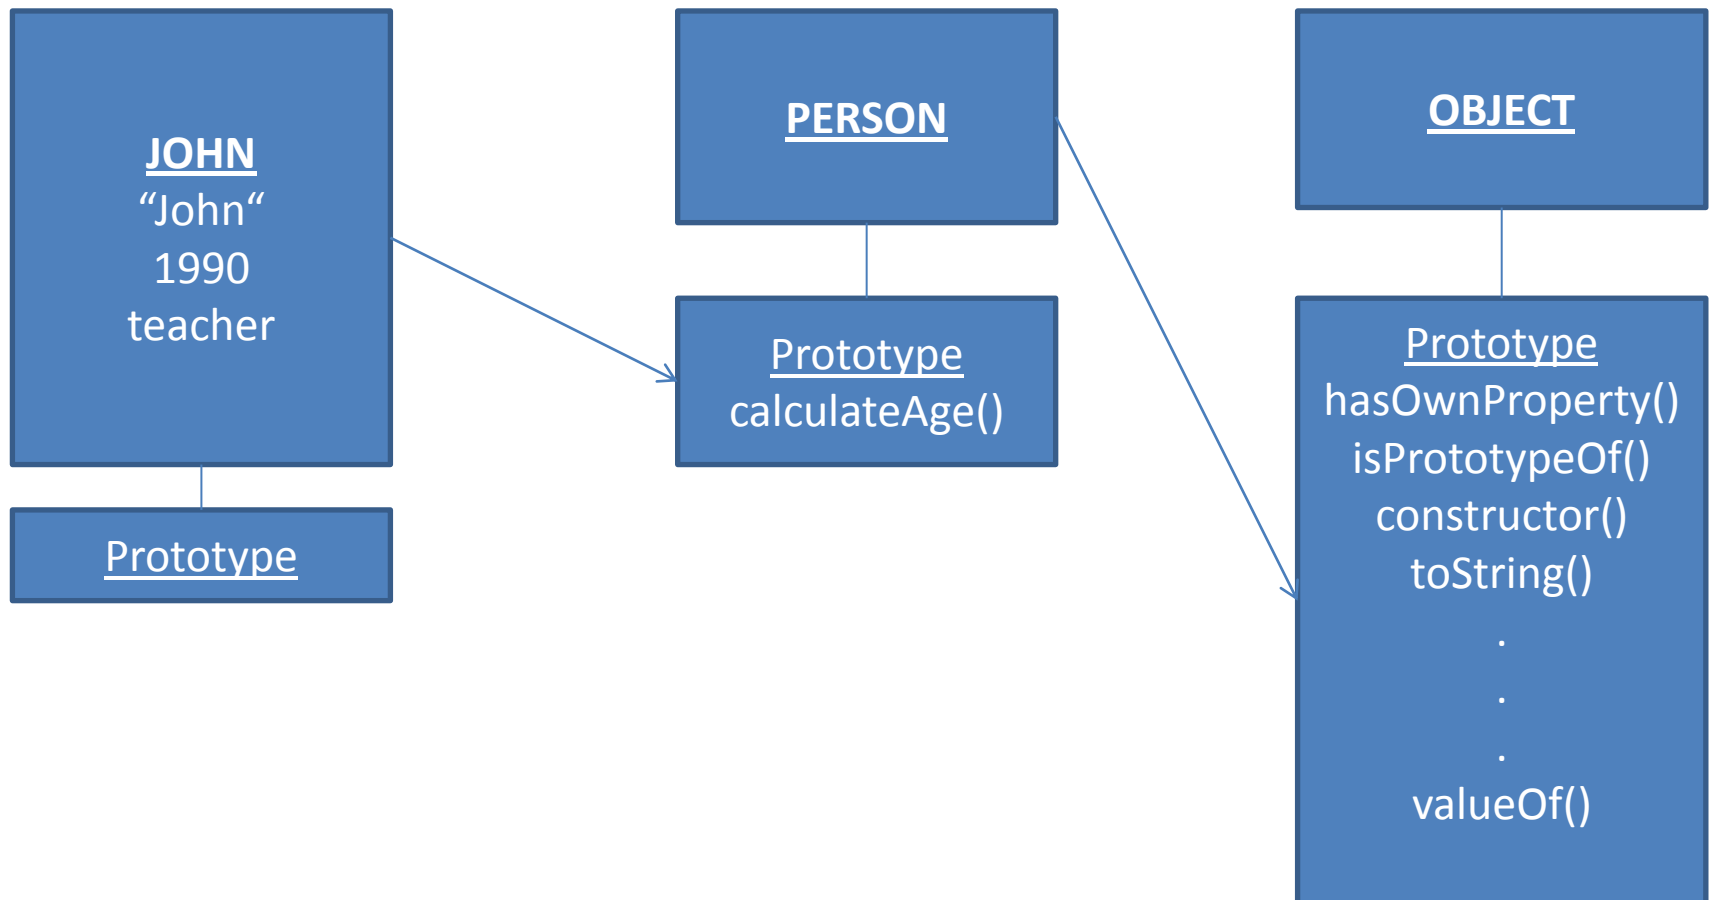 JOHN
“John“
1990
teacher
Prototype
PERSON
Prototype
calculateAge()
OBJECT
Prototype
hasOwnProperty()
isPrototypeOf()
constructor()
toString()
.
.
.
valueOf()